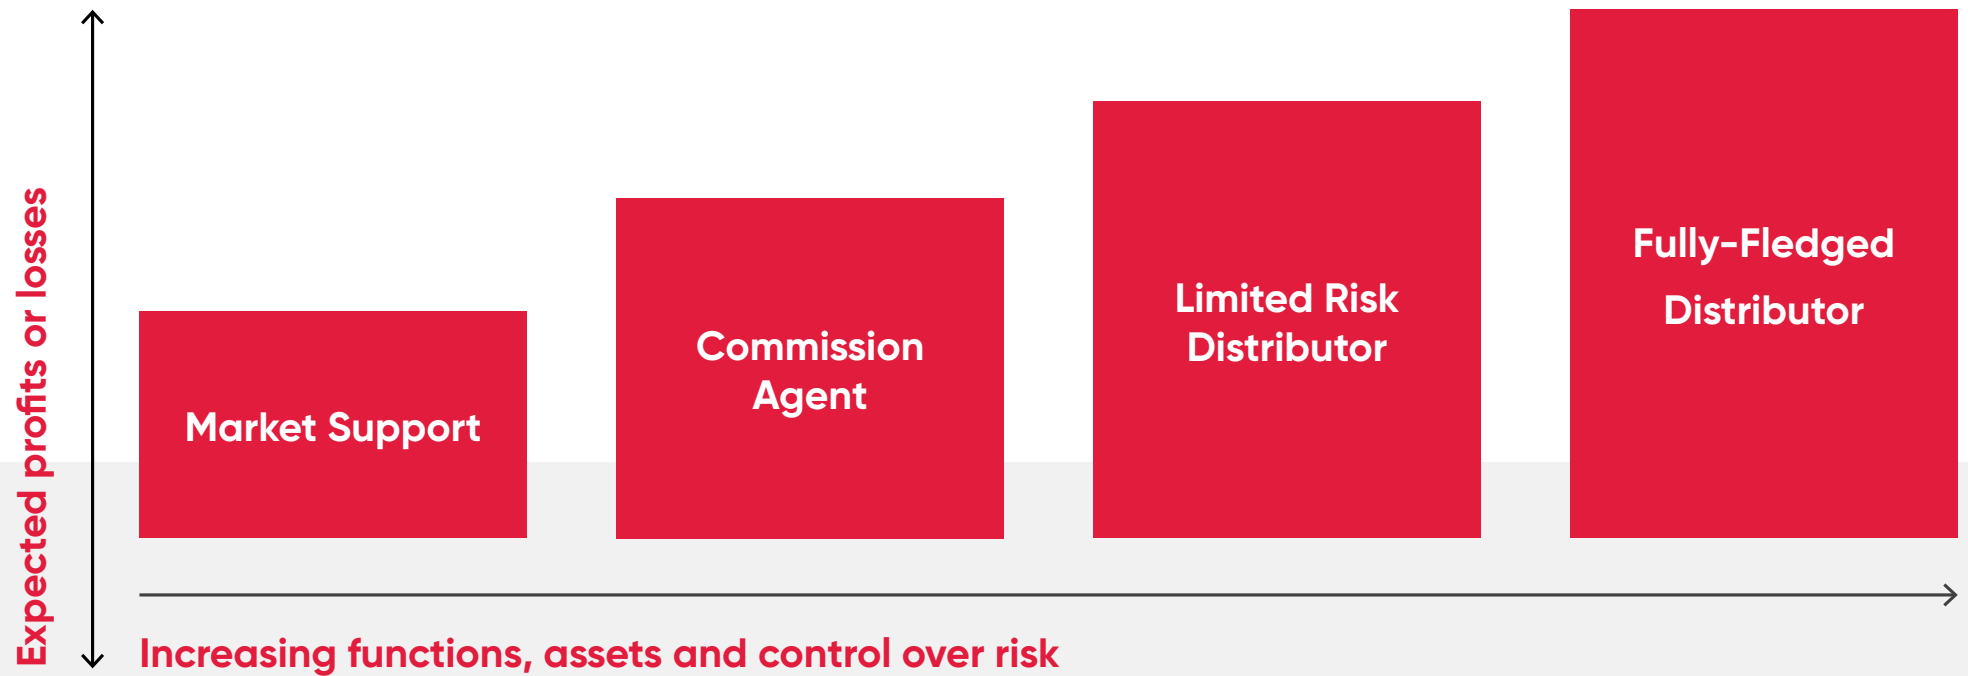 Expected profits or losses
Market Support
Commission
Agent
Limited Risk
Distributor
Fully-Fledged
Distributor
Increasing functions, assets and control over risk